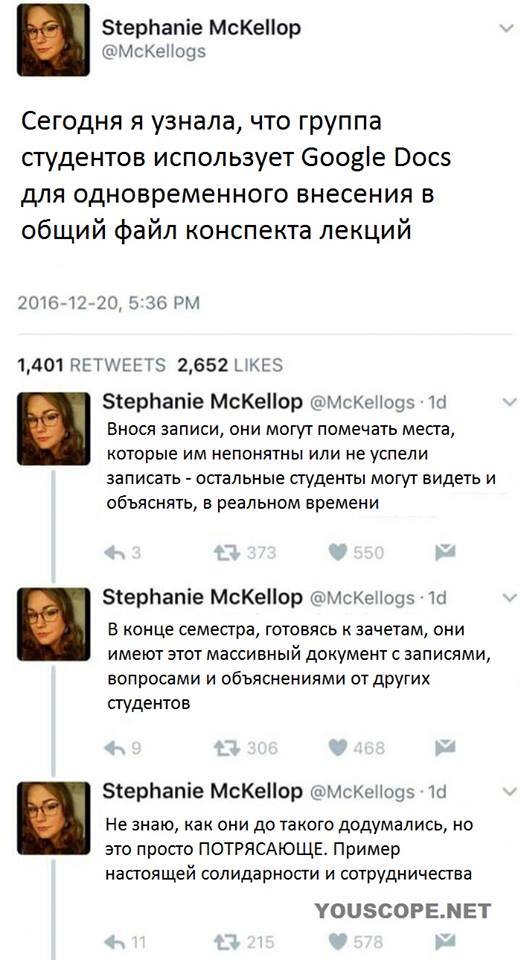 Stephanie McKellop
@McKellogs
Сегодня я узнала, что группа
студентов использует Google Docs
для одновременного внесения в
общий файл конспекта лекций
2016-12-20, 5:36 PM
1,401 RETWEETS 2,652 LIKES
Stephanie McKellop @McKellogs · 1d
Внося записи, они могут помечать места,
которые им непонятны или не успели
записать - остальные студенты могут видеть и
объяснять, в реальном времени
3 373 550
Stephanie McKellop @McKellogs · 1d
В конце семестра, готовясь к зачетам, они
имеют этот массивный документ с записями,
вопросами и объяснениями от других
студентов
9 306 468
Stephanie McKellop @McKellogs · 1d
Не знаю, как они до такого додумались, но
это просто ПОТРЯСАЮЩЕ. Пример
настоящей солидарности и сотрудничества
YOUSCOPE.NET
11 215 578